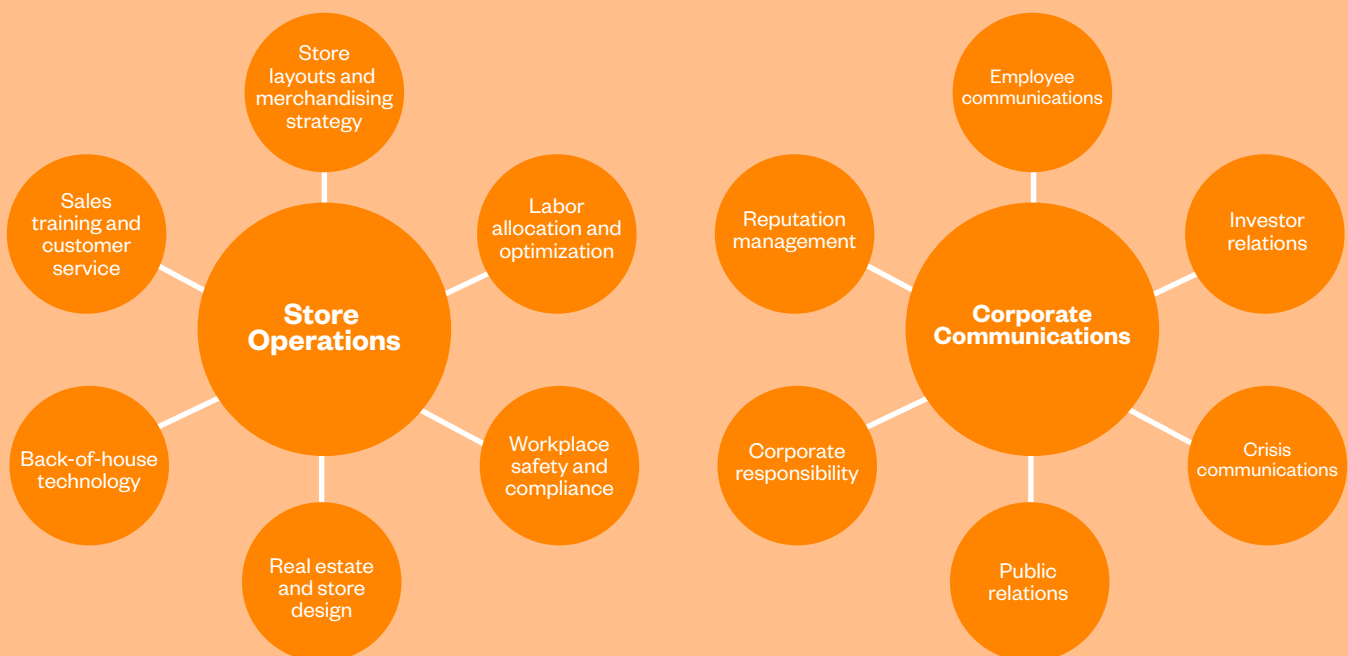 Store
layouts and
merchandising
strategy
Labor
allocation and
optimization
Workplace
safety and
compliance
Real estate
and store
design
Back-of-house
technology
Sales
training and
customer
service
Store
Operations
Employee
communications
Investor
relations
Crisis
communications
Public
relations
Corporate
responsibility
Reputation
management
Corporate
Communications